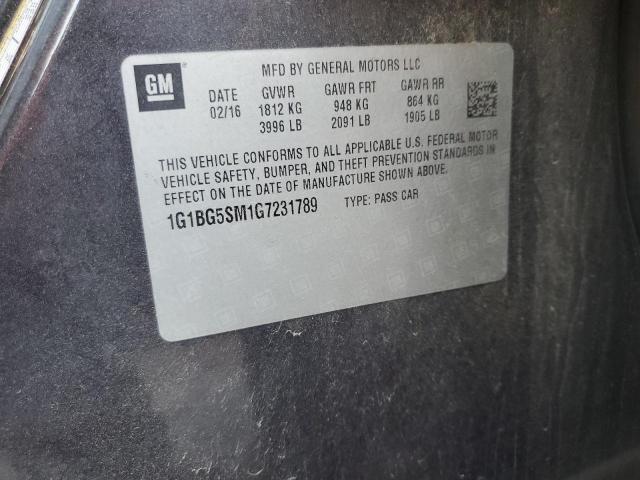 GM
MFD BY GENERAL MOTORS LLC
DATE GVWR GAWR FRT GAWR RR
02/16 1812 KG 948 KG 864 KG
3996 LB 2091 LB 1905 LB
THIS VEHICLE CONFORMS TO ALL APPLICABLE U.S. FEDERAL MOTOR
VEHICLE SAFETY, BUMPER, AND THEFT PREVENTION STANDARDS IN
EFFECT ON THE DATE OF MANUFACTURE SHOWN ABOVE.
1G1BG5SM1G7231789 TYPE: PASS CAR